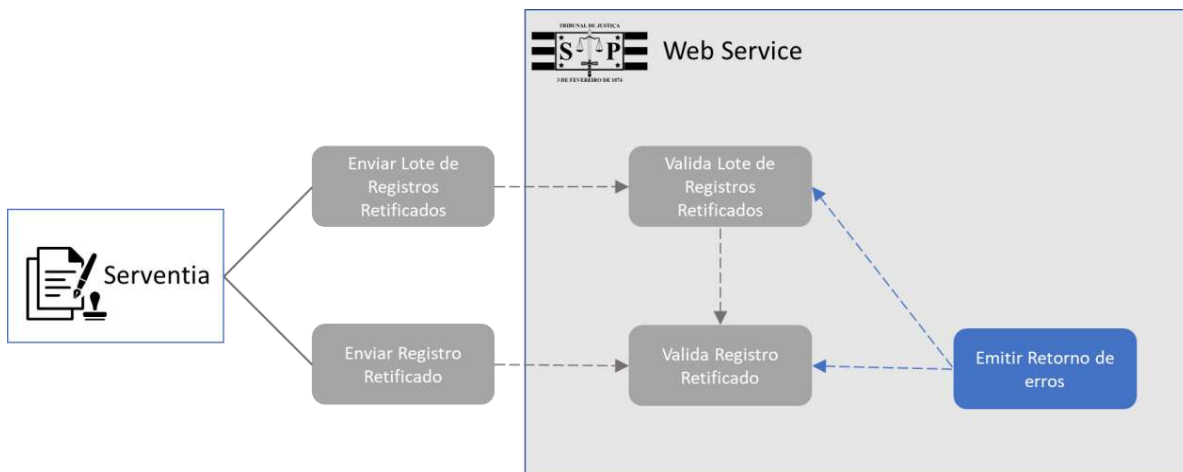 TRIBUNAL DE JUSTIÇA
S P
3 DE FEVEREIRO DE 1874
Web Service
Enviar Lote de
Registros
Retificados
Valida Lote de
Registros
Retificados
Serventia
Enviar Registro
Retificado
Valida Registro
Retificado
Emitir Retorno de
erros